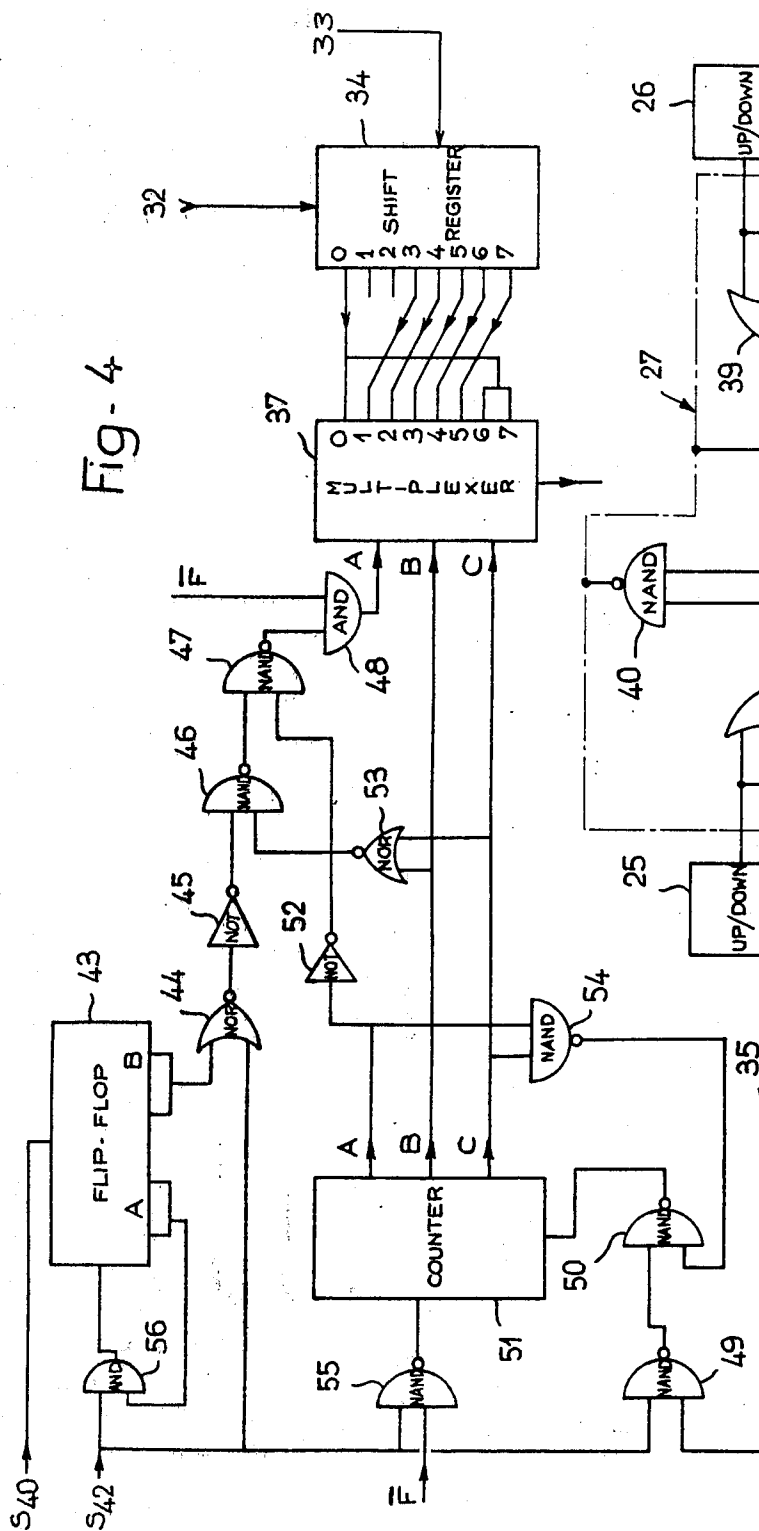 Fig-4
S40
S42
AND
56
FLIP-FLOP
A
B
43
NOR
44
NOT
45
NAND
46
NAND
47
F̅
AND
48
F̅
NAND
55
COUNTER
51
A
B
C
NOT
52
NOR
53
NAND
54
NAND
49
NAND
50
A
B
C
MULTIPLEXER
37
0
1
2
3
4
5
6
7
0
1
2
3
4
5
6
7
SHIFT
REGISTER
34
32
33
35
25
UP/DOWN
NAND
40
27
39
26
UP/DOWN